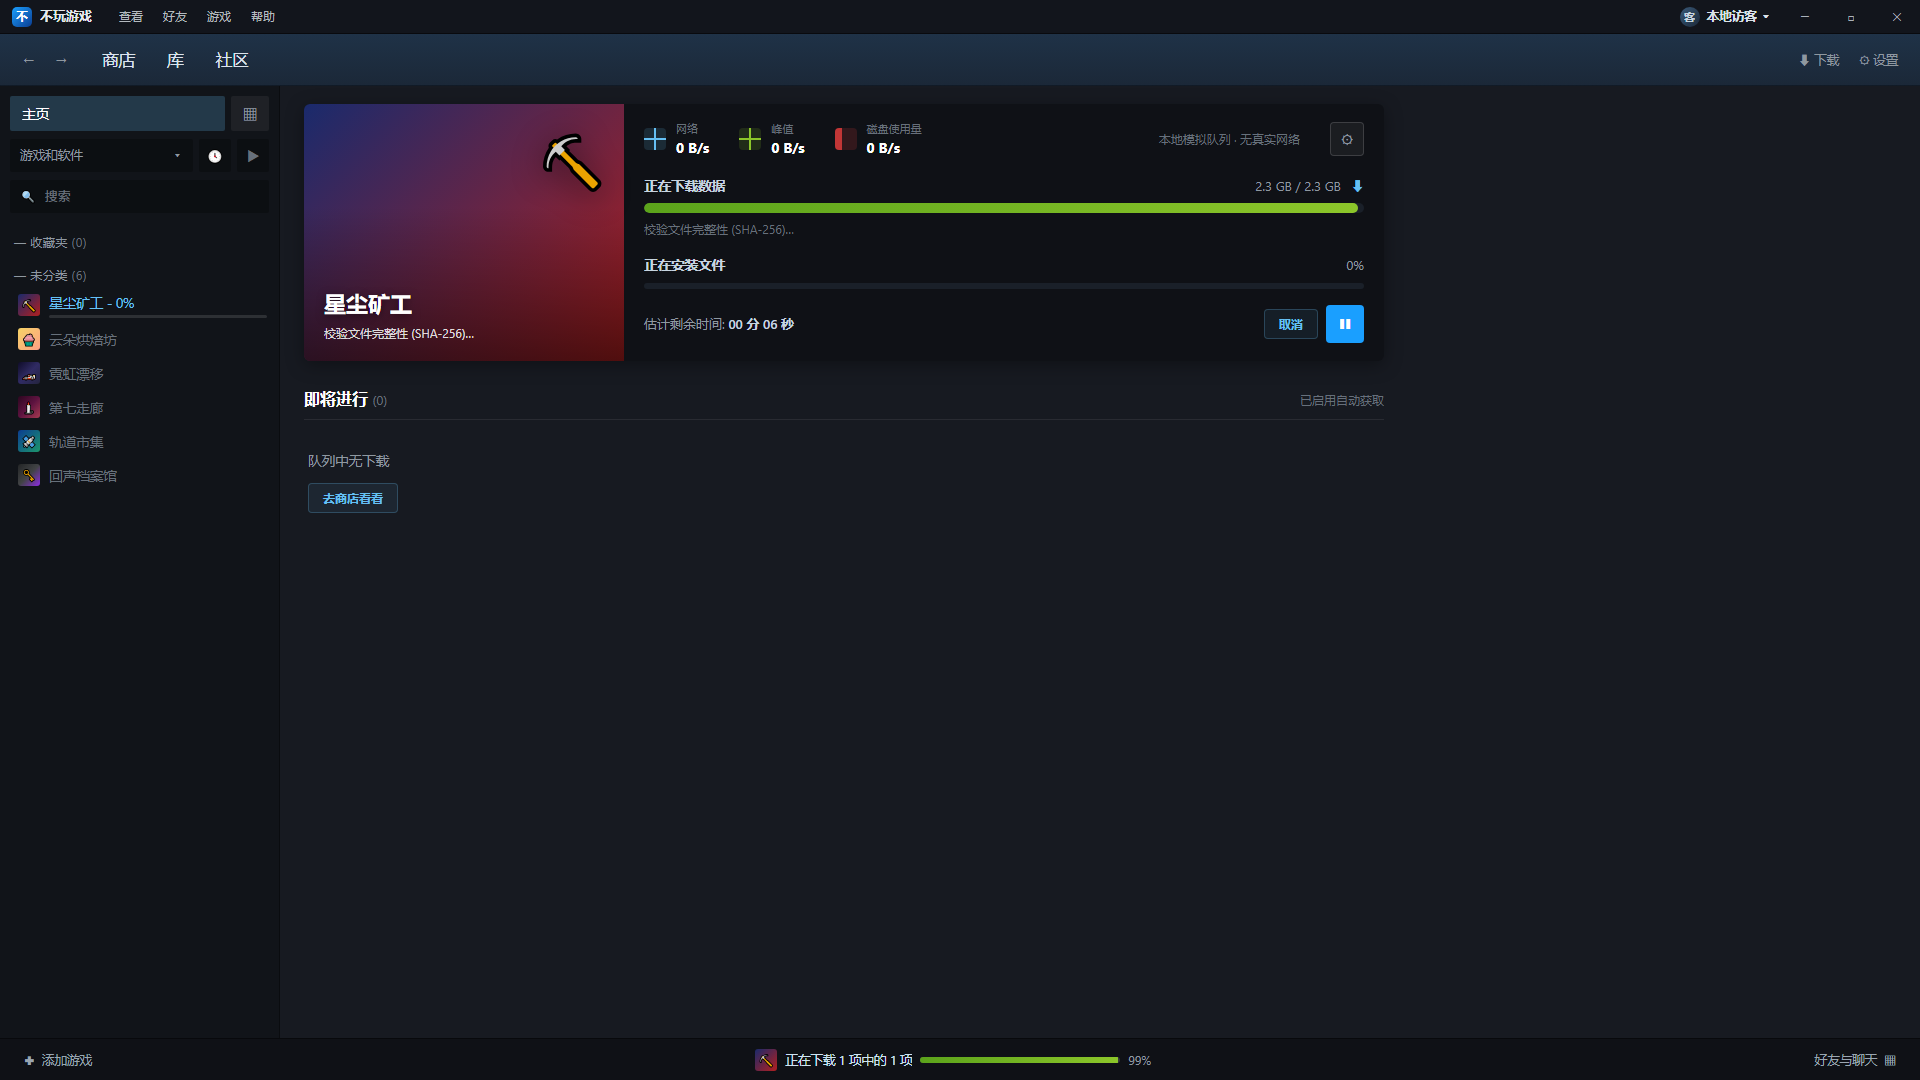 不 不玩游戏 查看 好友 游戏 帮助 客 本地访客
← → 商店 库 社区 下载 设置
主页
游戏和软件
搜索
— 收藏夹 (0)
— 未分类 (6)
星尘矿工 - 0%
云朵烘焙坊
霓虹漂移
第七走廊
轨道市集
回声档案馆
星尘矿工
校验文件完整性 (SHA-256)...
网络
0 B/s
峰值
0 B/s
磁盘使用量
0 B/s
本地模拟队列 · 无真实网络
正在下载数据 2.3 GB / 2.3 GB
校验文件完整性 (SHA-256)...
正在安装文件 0%
估计剩余时间: 00 分 06 秒 取消
即将进行 (0) 已启用自动获取
队列中无下载
去商店看看
添加游戏 正在下载 1 项中的 1 项 99% 好友与聊天